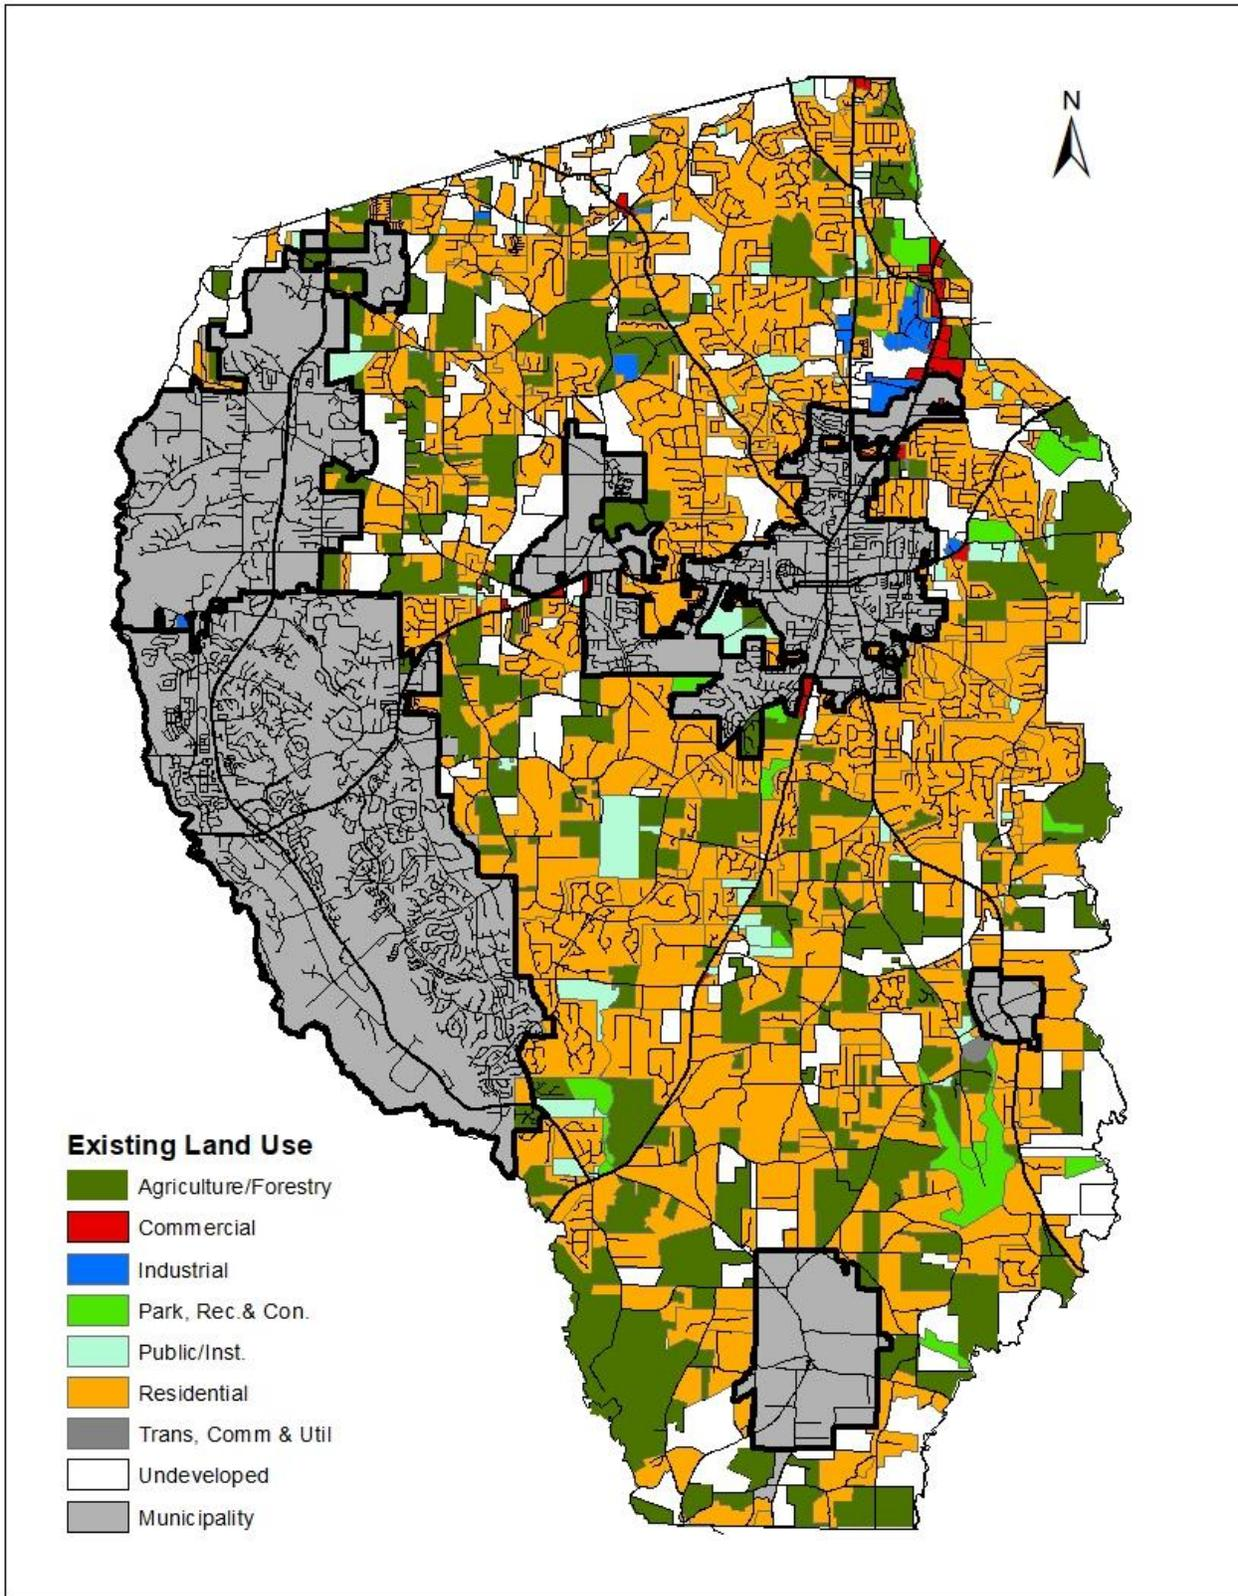 N
Existing Land Use
Agriculture/Forestry
Commercial
Industrial
Park, Rec.& Con.
Public/Inst.
Residential
Trans, Comm & Util
Undeveloped
Municipality